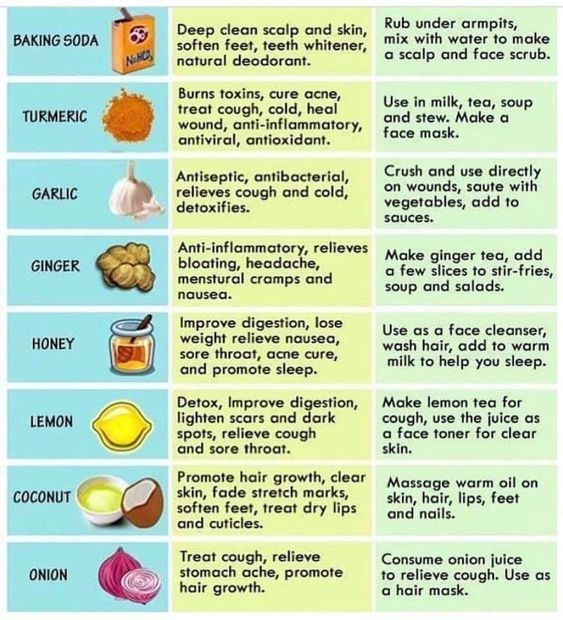 BAKING SODA
NaHCO3
Deep clean scalp and skin,
soften feet, teeth whitener,
natural deodorant.
Rub under armpits,
mix with water to make
a scalp and face scrub.
TURMERIC
Burns toxins, cure acne,
treat cough, cold, heal
wound, anti-inflammatory,
antiviral, antioxidant.
Use in milk, tea, soup
and stew. Make a
face mask.
GARLIC
Antiseptic, antibacterial,
relieves cough and cold,
detoxifies.
Crush and use directly
on wounds, saute with
vegetables, add to
sauces.
GINGER
Anti-inflammatory, relieves
bloating, headache,
menstural cramps and
nausea.
Make ginger tea, add
a few slices to stir-fries,
soup and salads.
HONEY
Improve digestion, lose
weight relieve nausea,
sore throat, acne cure,
and promote sleep.
Use as a face cleanser,
wash hair, add to warm
milk to help you sleep.
LEMON
Detox, Improve digestion,
lighten scars and dark
spots, relieve cough
and sore throat.
Make lemon tea for
cough, use the juice as
a face toner for clear
skin.
COCONUT
Promote hair growth, clear
skin, fade stretch marks,
soften feet, treat dry lips
and cuticles.
Massage warm oil on
skin, hair, lips, feet
and nails.
ONION
Treat cough, relieve
stomach ache, promote
hair growth.
Consume onion juice
to relieve cough. Use as
a hair mask.